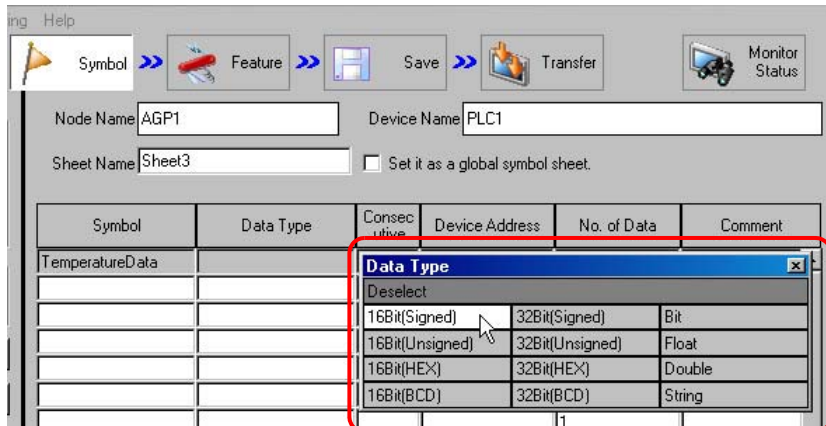 ing Help
Symbol Feature Save Transfer Monitor Status
Node Name AGP1 Device Name PLC1
Sheet Name Sheet3 Set it as a global symbol sheet.
Symbol Data Type Consec utive Device Address No. of Data Comment
TemperatureData
Data Type
Deselect
16Bit(Signed) 32Bit(Signed) Bit
16Bit(Unsigned) 32Bit(Unsigned) Float
16Bit(HEX) 32Bit(HEX) Double
16Bit(BCD) 32Bit(BCD) String
1